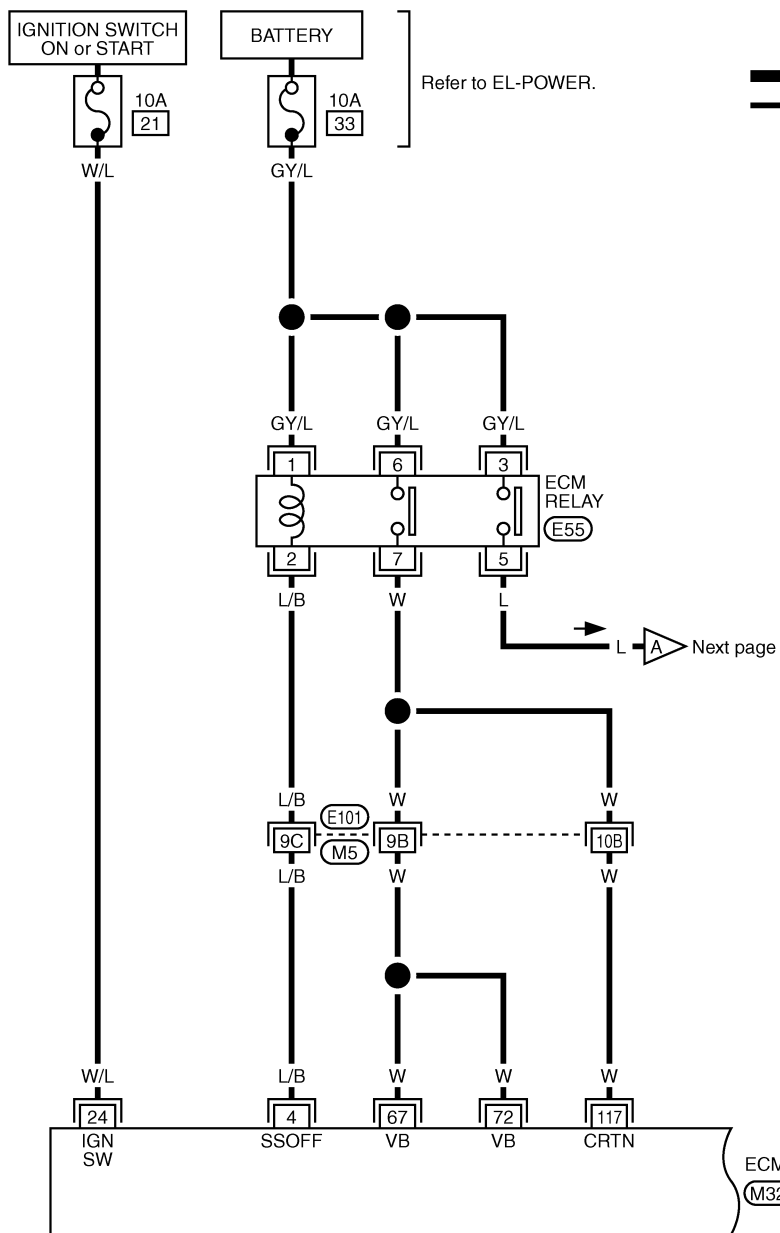 IGNITION SWITCH
ON or START
BATTERY
Refer to EL-POWER.
10A
21
10A
33
W/L
GY/L
GY/L
GY/L
GY/L
1
6
3
ECM
RELAY
E55
2
7
5
L/B
W
L
L
A
Next page
L/B
W
W
E101
9C
9B
10B
M5
L/B
W
W
W/L
L/B
W
W
W
24
4
67
72
117
IGN
SW
SSOFF
VB
VB
CRTN
ECM
M32